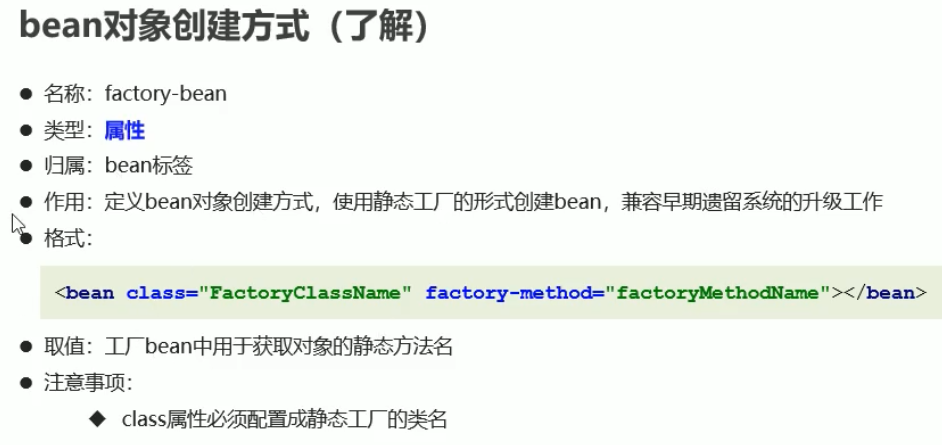 bean对象创建方式（了解）
● 名称：factory-bean
● 类型：属性
● 归属：bean标签
● 作用：定义bean对象创建方式，使用静态工厂的形式创建bean，兼容早期遗留系统的升级工作
● 格式：
<bean class="FactoryClassName" factory-method="factoryMethodName"></bean>
● 取值：工厂bean中用于获取对象的静态方法名
● 注意事项：
◆ class属性必须配置成静态工厂的类名